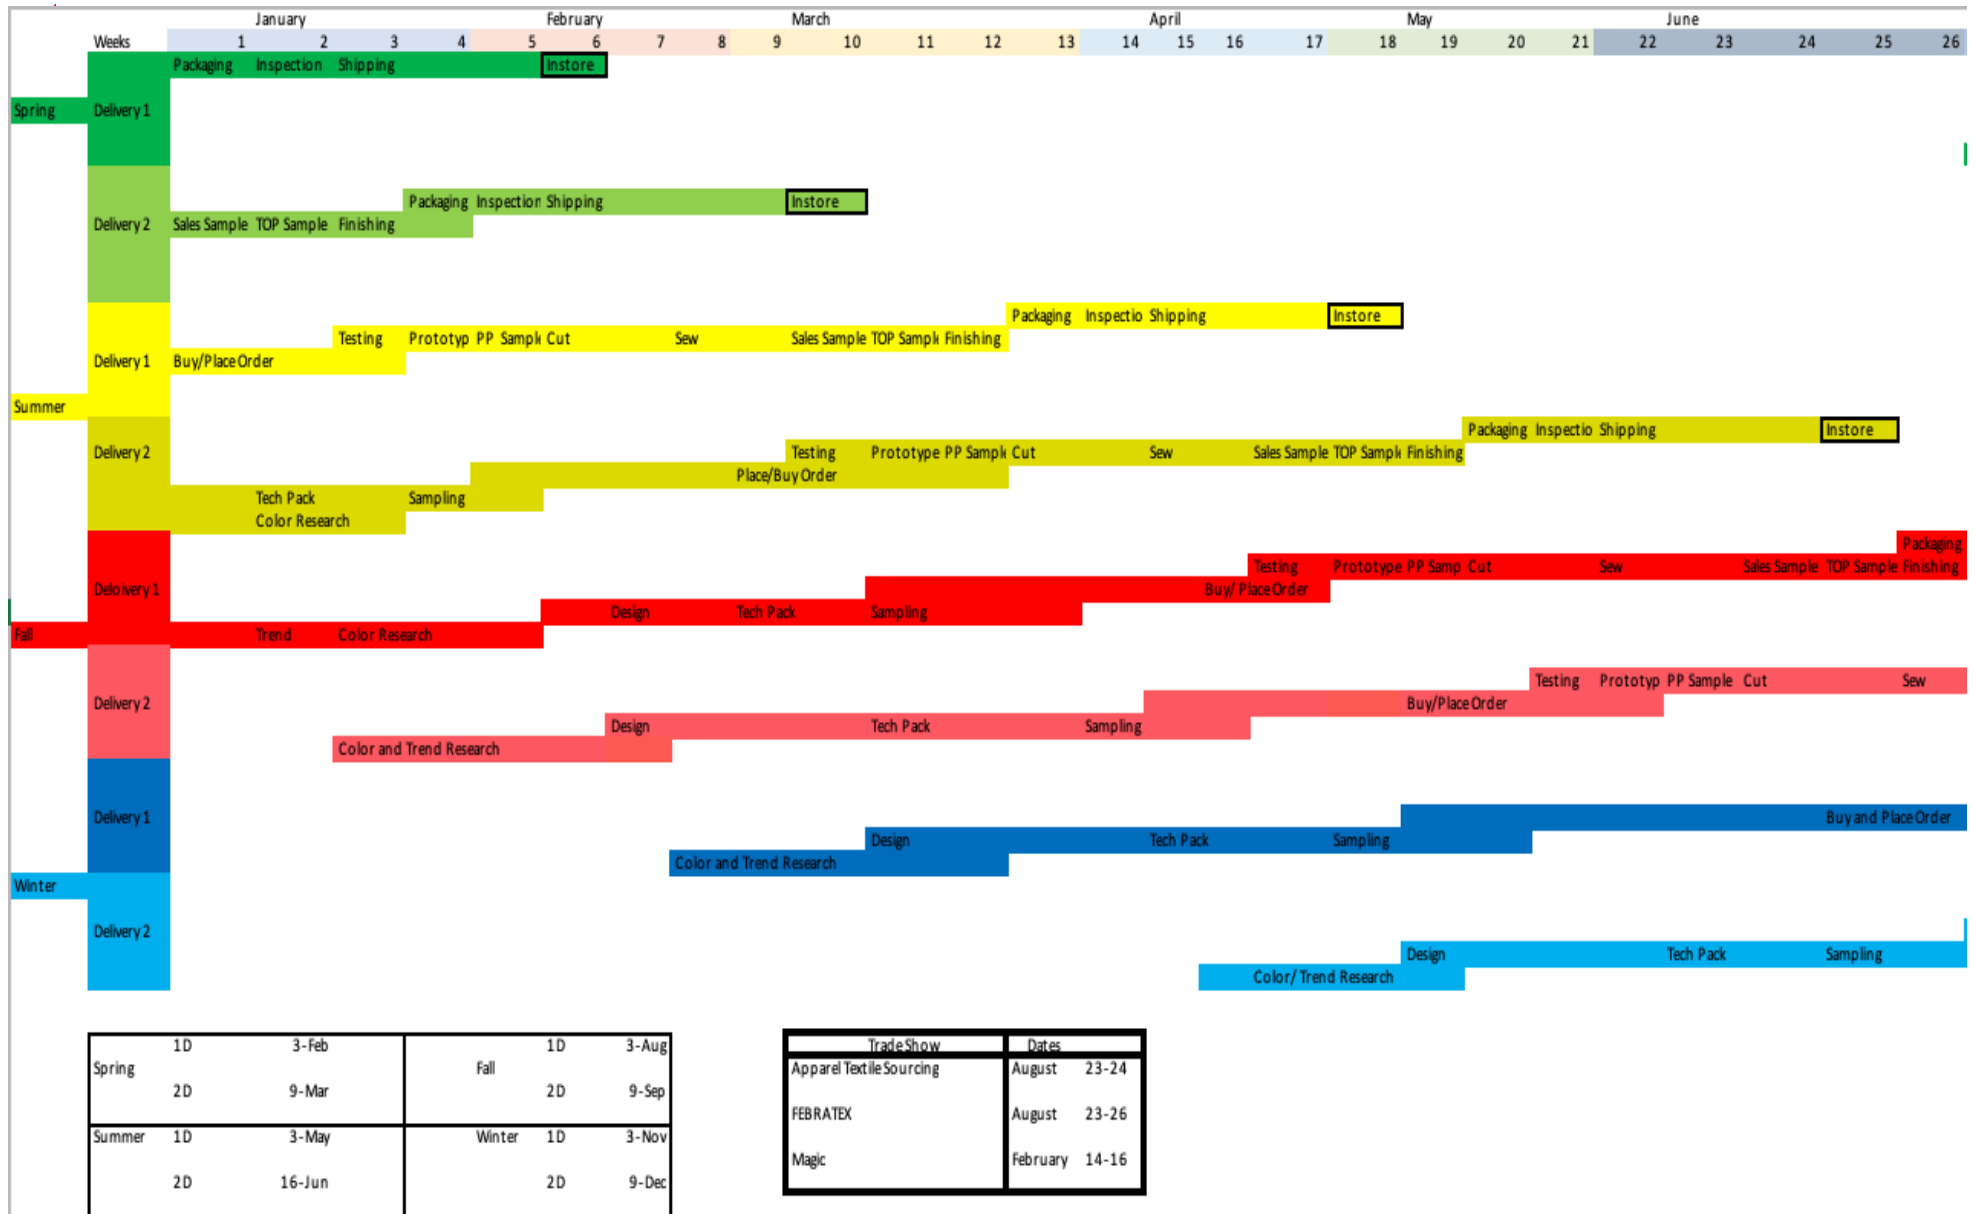 January February March April May June
Weeks 1 2 3 4 5 6 7 8 9 10 11 12 13 14 15 16 17 18 19 20 21 22 23 24 25 26
Packaging Inspection Shipping Instore
Spring Delivery 1
Packaging Inspection Shipping Instore
Delivery 2 Sales Sample TOP Sample Finishing
Packaging Inspectio Shipping Instore
Testing Prototyp PP Sampl Cut Sew Sales Sample TOP Sampl Finishing
Delivery 1 Buy/Place Order
Summer
Packaging Inspectio Shipping Instore
Delivery 2 Testing Prototype PP Sampl Cut Sew Sales Sample TOP Sampl Finishing
Place/Buy Order
Tech Pack Sampling
Color Research
Packaging
Testing Prototype PP Samp Cut Sew Sales Sample TOP Sample Finishing
Deloivery 1 Buy/ Place Order
Design Tech Pack Sampling
Fall Trend Color Research
Testing Prototyp PP Sample Cut Sew
Delivery 2 Buy/Place Order
Design Tech Pack Sampling
Color and Trend Research
Delivery 1 Buy and Place Order
Design Tech Pack Sampling
Color and Trend Research
Winter
Delivery 2
Design Tech Pack Sampling
Color/ Trend Research
1D 3-Feb 1D 3-Aug
Spring Fall
2D 9-Mar 2D 9-Sep
Summer 1D 3-May Winter 1D 3-Nov
2D 16-Jun 2D 9-Dec
Trade Show Dates
Apparel Textile Sourcing August 23-24
FEBRATEX August 23-26
Magic February 14-16